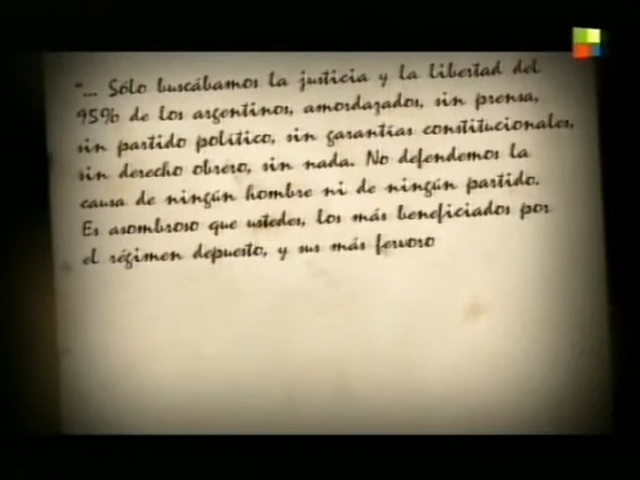 "... Sólo buscábamos la justicia y la libertad del
95% de los argentinos, amordazados, sin prensa,
sin partido político, sin garantías constitucionales,
sin derecho obrero, sin nada. No defendemos la
causa de ningún hombre ni de ningún partido.
Es asombroso que ustedes, los más beneficiados por
el régimen depuesto, y sus más fervoro